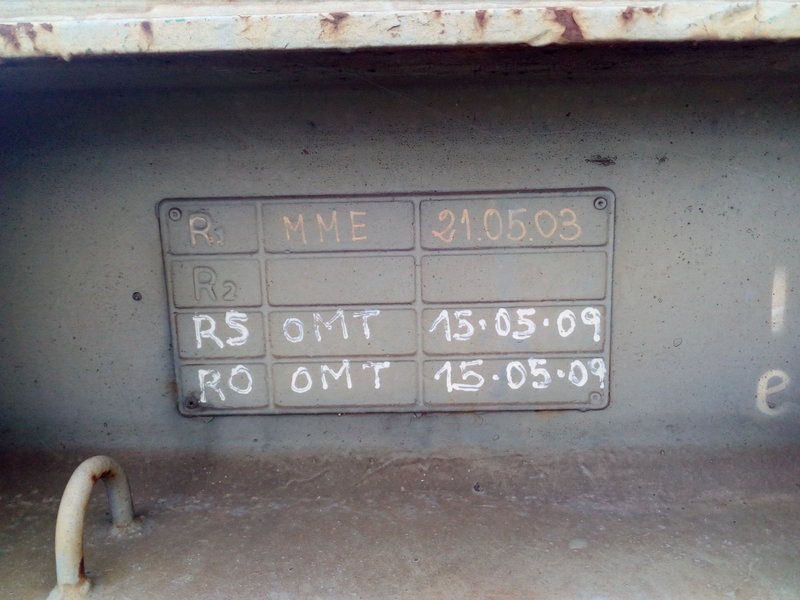 R1 MME 21.05.03
R2
RS OMT 15.05.09
RO OMT 15.05.09
e